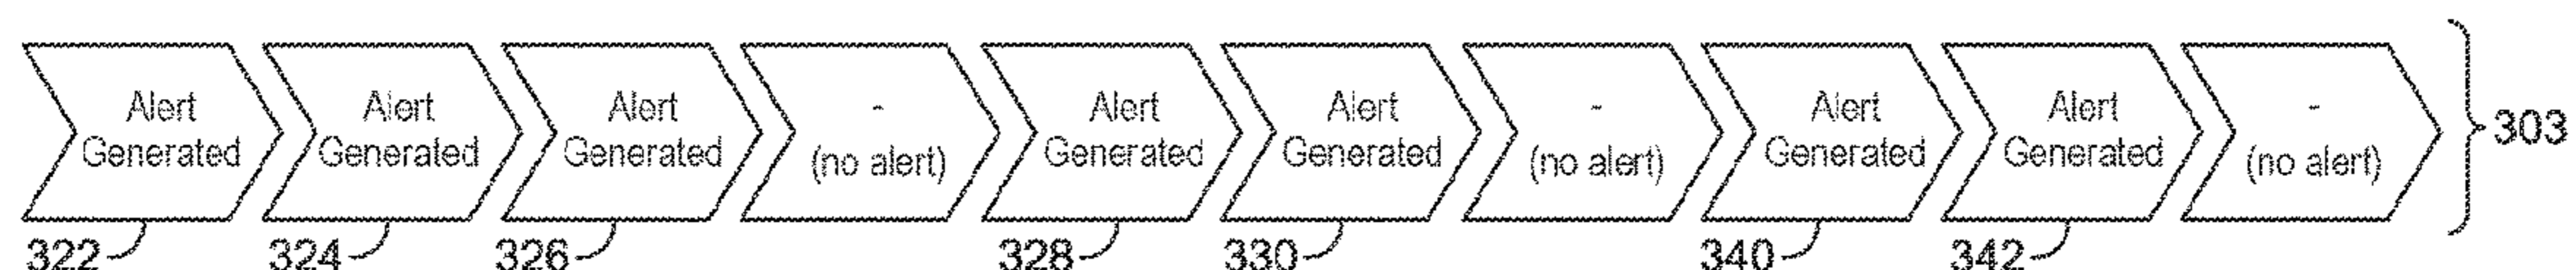 Alert Generated
Alert Generated
Alert Generated
- (no alert)
Alert Generated
Alert Generated
- (no alert)
Alert Generated
Alert Generated
- (no alert)
303
322
324
326
328
330
340
342